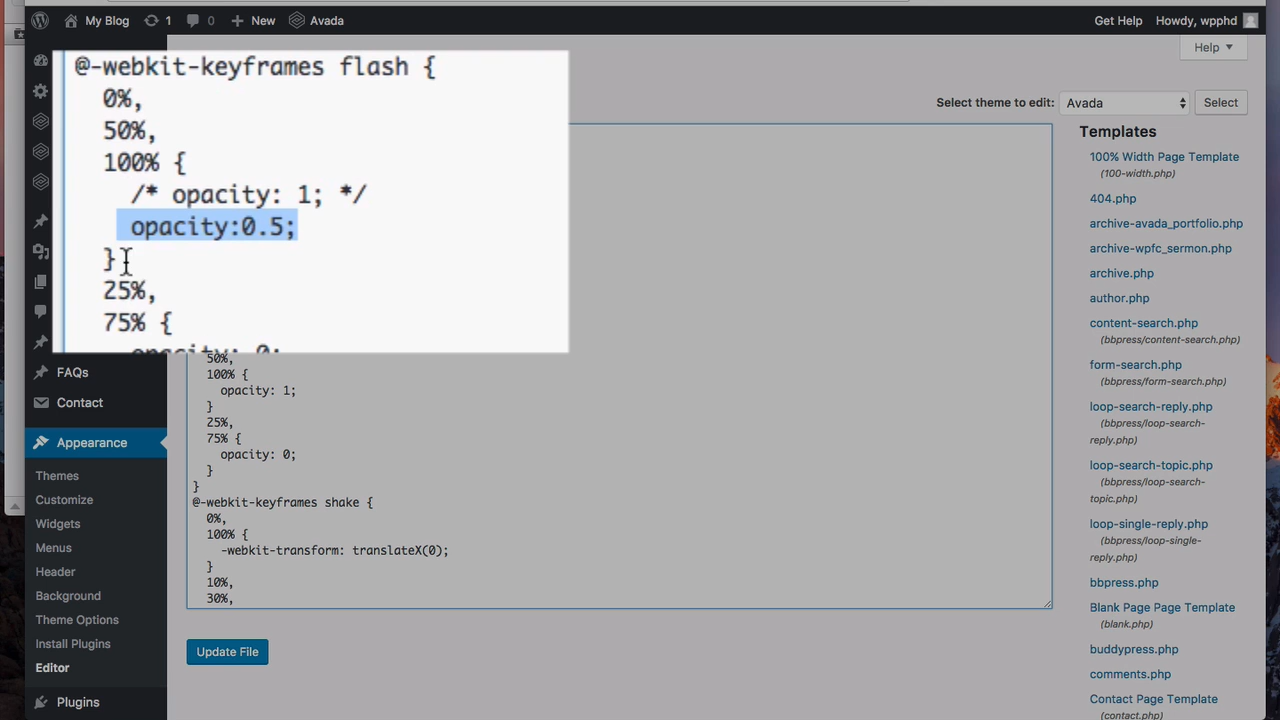 My Blog 1 0 New Avada Get Help Howdy, wpphd
Help
Select theme to edit: Avada Select
@-webkit-keyframes flash {
0%,
50%,
100% {
/* opacity: 1; */
opacity:0.5;
}
25%,
75% {
opacity: 0;
50%,
100% {
opacity: 1;
}
25%,
75% {
opacity: 0;
}
}
@-webkit-keyframes shake {
0%,
100% {
-webkit-transform: translateX(0);
}
10%,
30%,
Update File
FAQs
Contact
Appearance
Themes
Customize
Widgets
Menus
Header
Background
Theme Options
Install Plugins
Editor
Plugins
Templates
100% Width Page Template
(100-width.php)
404.php
archive-avada_portfolio.php
archive-wpfc_sermon.php
archive.php
author.php
content-search.php
(bbpress/content-search.php)
form-search.php
(bbpress/form-search.php)
loop-search-reply.php
(bbpress/loop-search-
reply.php)
loop-search-topic.php
(bbpress/loop-search-
topic.php)
loop-single-reply.php
(bbpress/loop-single-
reply.php)
bbpress.php
Blank Page Page Template
(blank.php)
buddypress.php
comments.php
Contact Page Template
(contact.php)